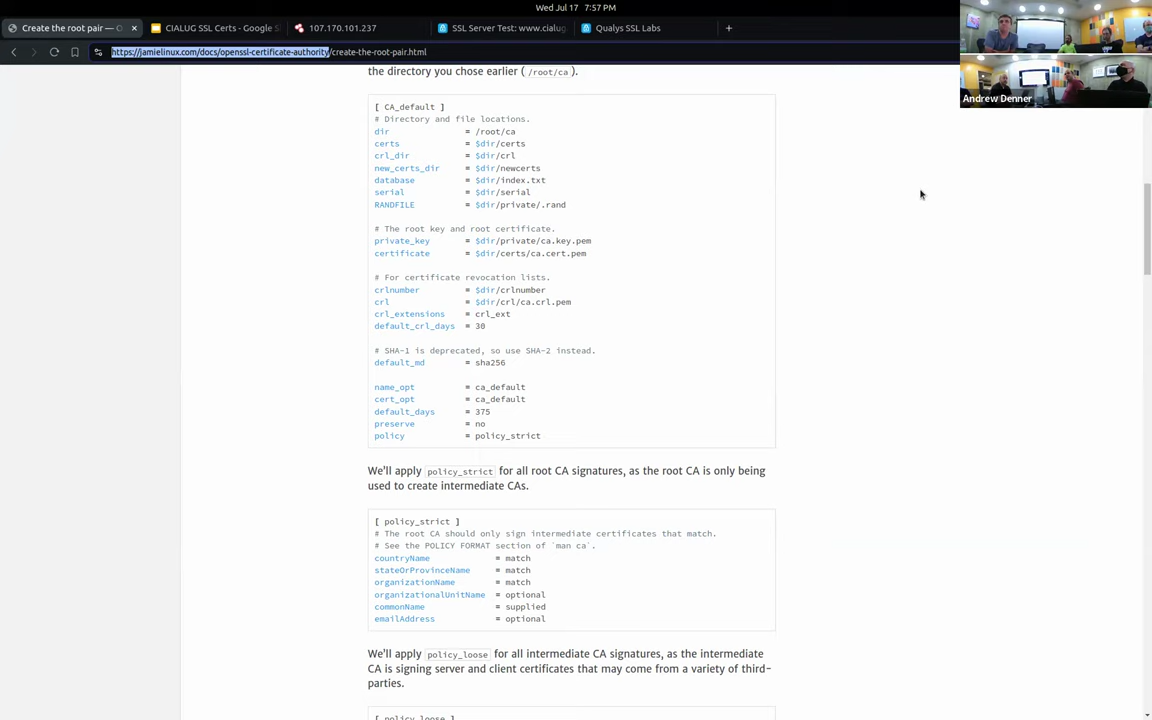 Wed Jul 17 7:57 PM
Create the root pair — O
CIALUG SSL Certs - Google S
107.170.101.237
SSL Server Test: www.cialug
Qualys SSL Labs
https://jamielinux.com/docs/openssl-certificate-authority/create-the-root-pair.html
Andrew Denner
the directory you chose earlier ( /root/ca ).
[ CA_default ]
# Directory and file locations.
dir = /root/ca
certs = $dir/certs
crl_dir = $dir/crl
new_certs_dir = $dir/newcerts
database = $dir/index.txt
serial = $dir/serial
RANDFILE = $dir/private/.rand
# The root key and root certificate.
private_key = $dir/private/ca.key.pem
certificate = $dir/certs/ca.cert.pem
# For certificate revocation lists.
crlnumber = $dir/crlnumber
crl = $dir/crl/ca.crl.pem
crl_extensions = crl_ext
default_crl_days = 30
# SHA-1 is deprecated, so use SHA-2 instead.
default_md = sha256
name_opt = ca_default
cert_opt = ca_default
default_days = 375
preserve = no
policy = policy_strict
We'll apply policy_strict for all root CA signatures, as the root CA is only being
used to create intermediate CAs.
[ policy_strict ]
# The root CA should only sign intermediate certificates that match.
# See the POLICY FORMAT section of `man ca`.
countryName = match
stateOrProvinceName = match
organizationName = match
organizationalUnitName = optional
commonName = supplied
emailAddress = optional
We'll apply policy_loose for all intermediate CA signatures, as the intermediate
CA is signing server and client certificates that may come from a variety of third-
parties.
[ policy_loose ]